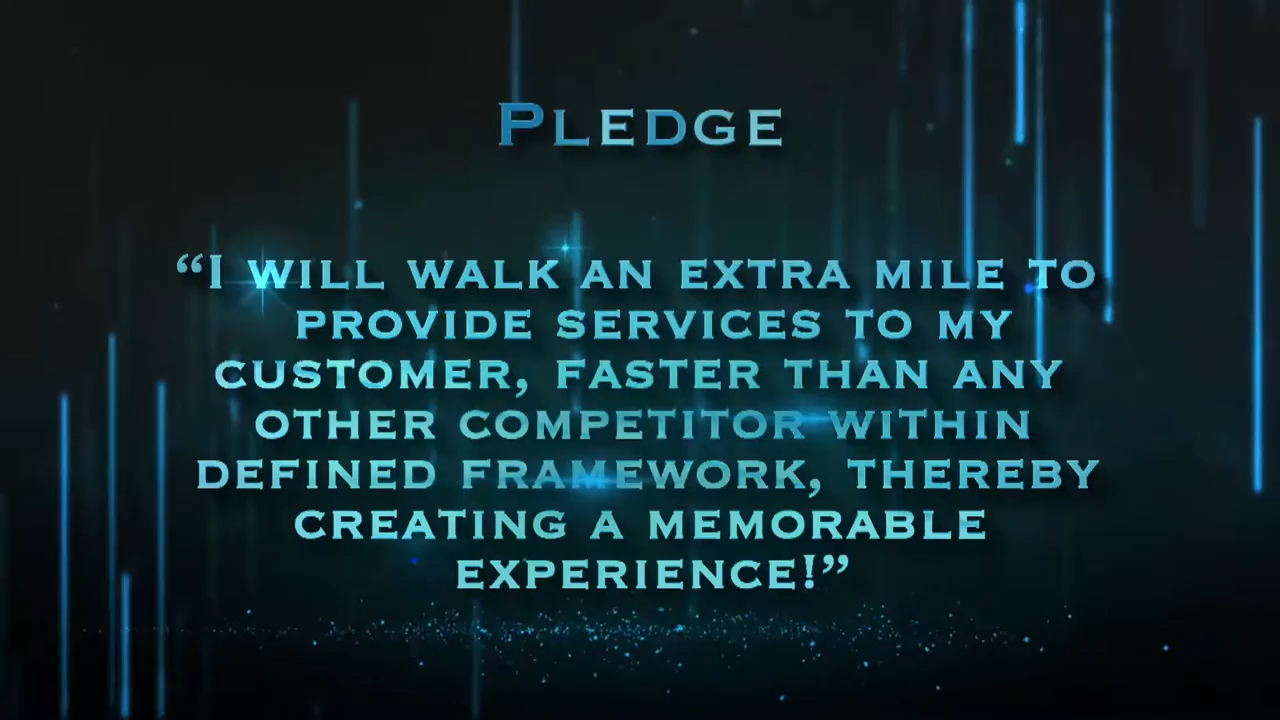 Pledge
“I will walk an extra mile to
provide services to my
customer, faster than any
other competitor within
defined framework, thereby
creating a memorable
experience!”